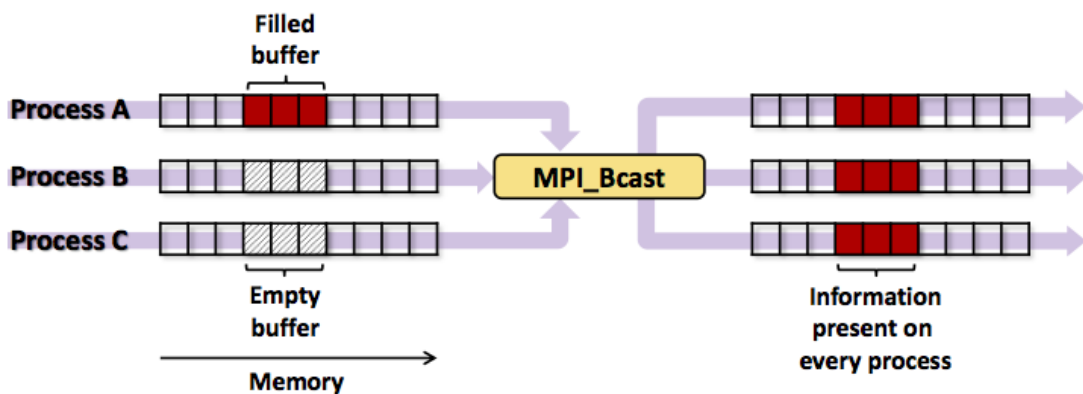 Filled
buffer
Process A
Process B
MPI_Bcast
Process C
Empty
buffer
Information
present on
every process
Memory